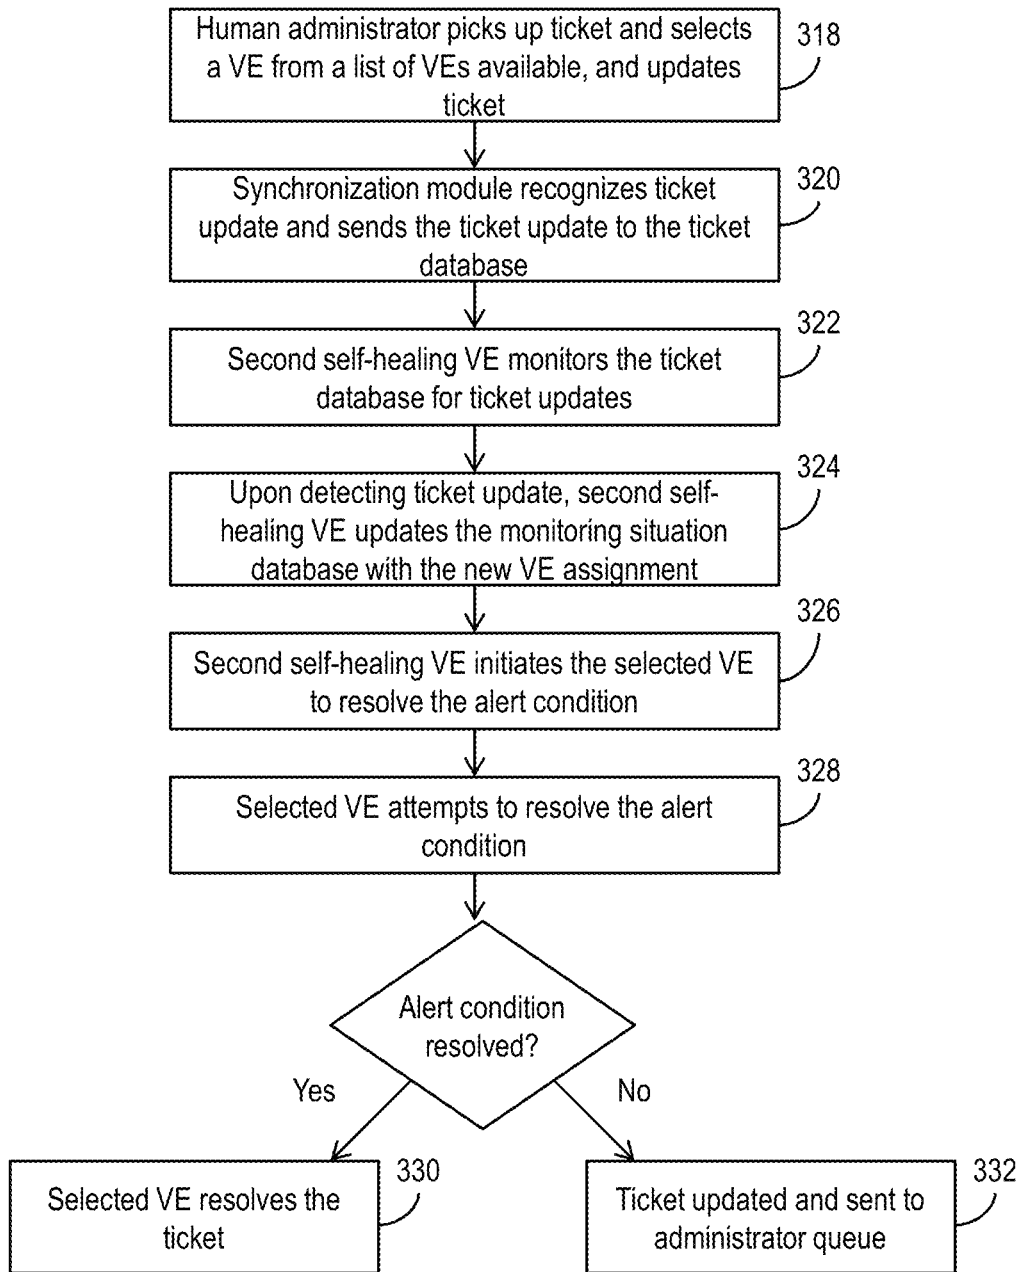 Human administrator picks up ticket and selects
a VE from a list of VEs available, and updates
ticket
318
Synchronization module recognizes ticket
update and sends the ticket update to the ticket
database
320
Second self-healing VE monitors the ticket
database for ticket updates
322
Upon detecting ticket update, second self-
healing VE updates the monitoring situation
database with the new VE assignment
324
Second self-healing VE initiates the selected VE
to resolve the alert condition
326
Selected VE attempts to resolve the alert
condition
328
Alert condition
resolved?
Yes
No
Selected VE resolves the
ticket
330
Ticket updated and sent to
administrator queue
332